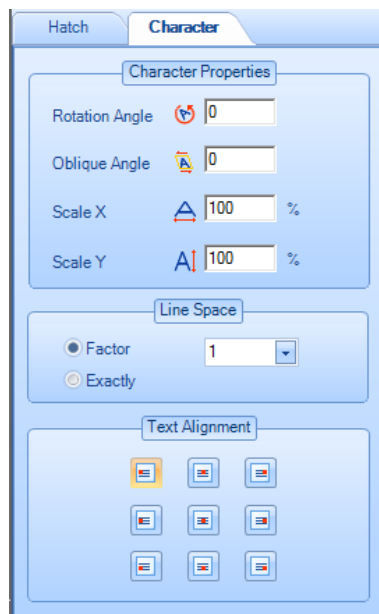 Hatch Character
Character Properties
Rotation Angle 0
Oblique Angle 0
Scale X 100 %
Scale Y 100 %
Line Space
Factor 1
Exactly
Text Alignment